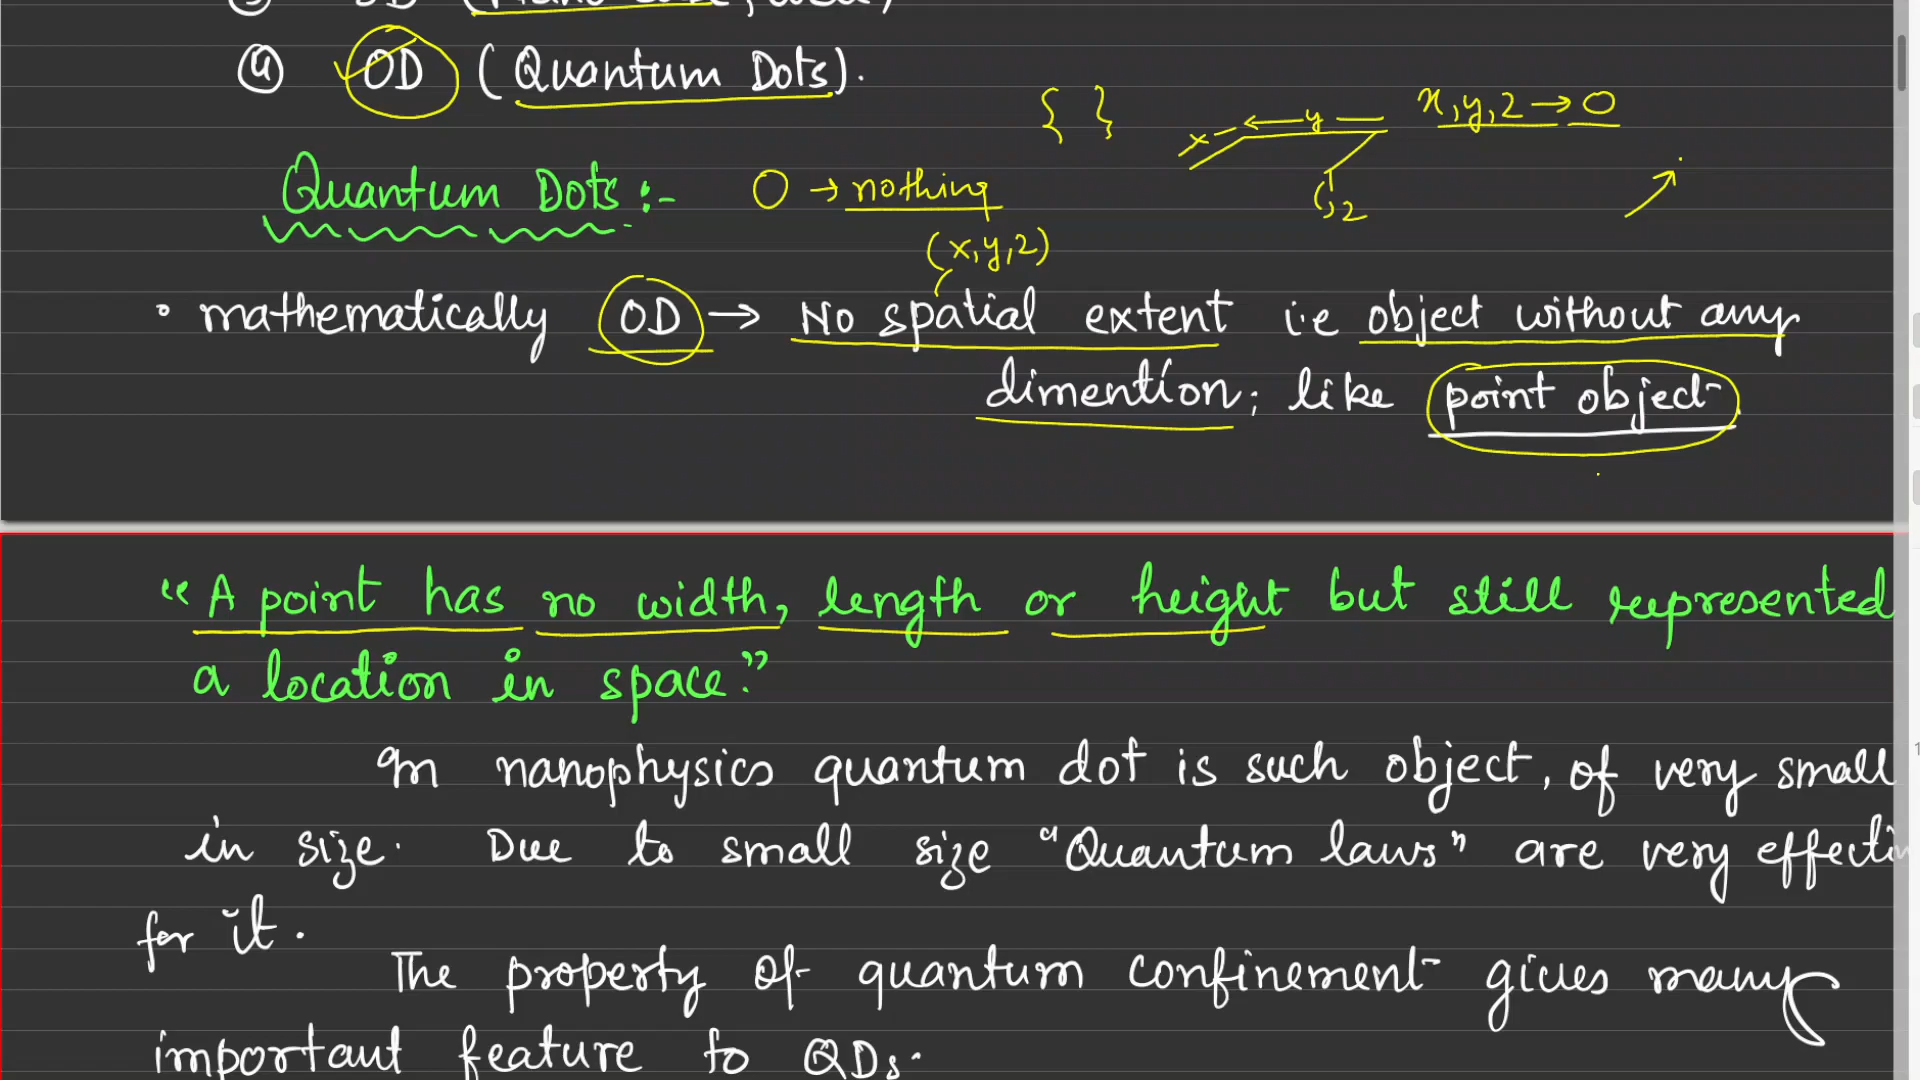 ④ OD (Quantum Dots).
{ } x y z x,y,z → 0
Quantum Dots :- 0 → nothing
(x,y,z)
• mathematically OD → No spatial extent i.e object without any
dimention; like point object
"A point has no width, length or height but still represented
a location in space."
In nanophysics quantum dot is such object, of very small
in size. Due to small size "Quantum laws" are very effecti
for it.
The property of quantum confinement gives many
important feature to QDs.